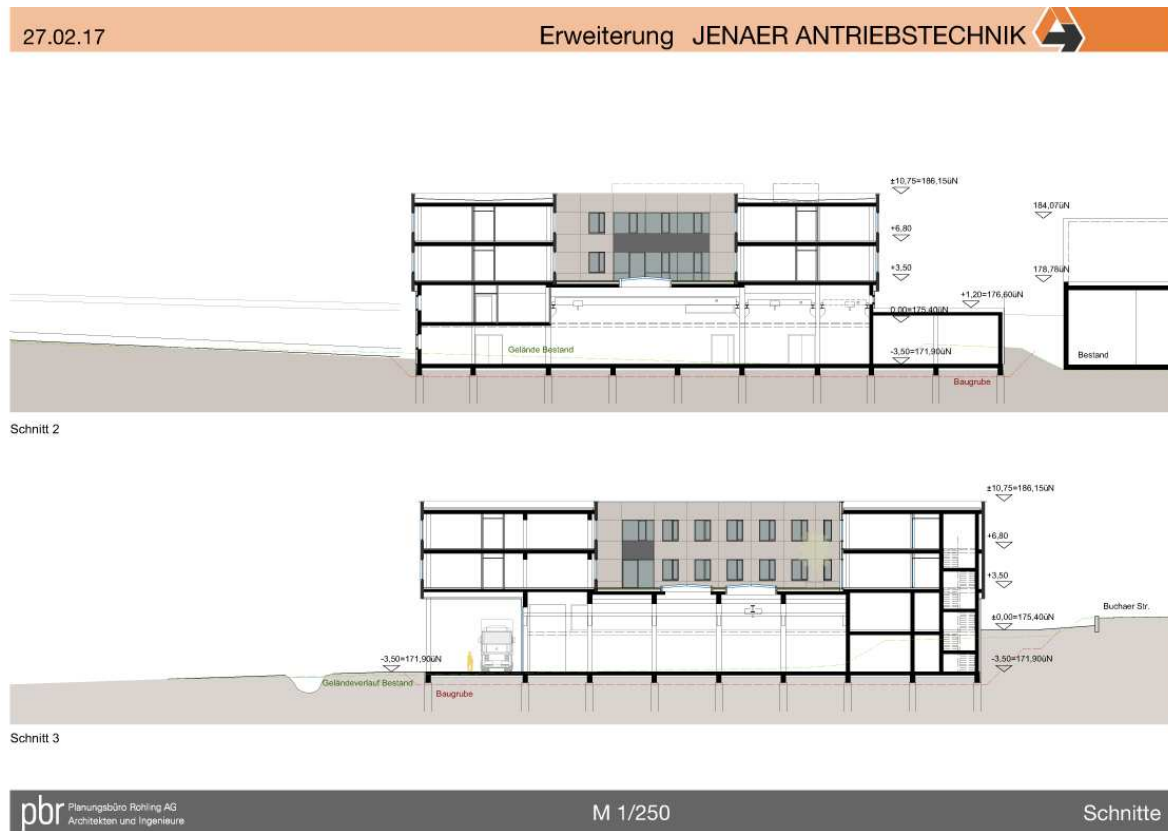 27.02.17
Erweiterung JENAER ANTRIEBSTECHNIK
±10,75=186,15üN
184,07üN
+6,80
+3,50
178,78üN
+1,20=176,60üN
0,00=175,40üN
Gelände Bestand
-3,50=171,90üN
Bestand
Baugrube
Schnitt 2
±10,75=186,15üN
+6,80
+3,50
Buchaer Str.
±0,00=175,40üN
-3,50=171,90üN
-3,50=171,90üN
Geländeverlauf Bestand
Baugrube
Schnitt 3
pbr Planungsbüro Rohling AG
Architekten und Ingenieure
M 1/250
Schnitte